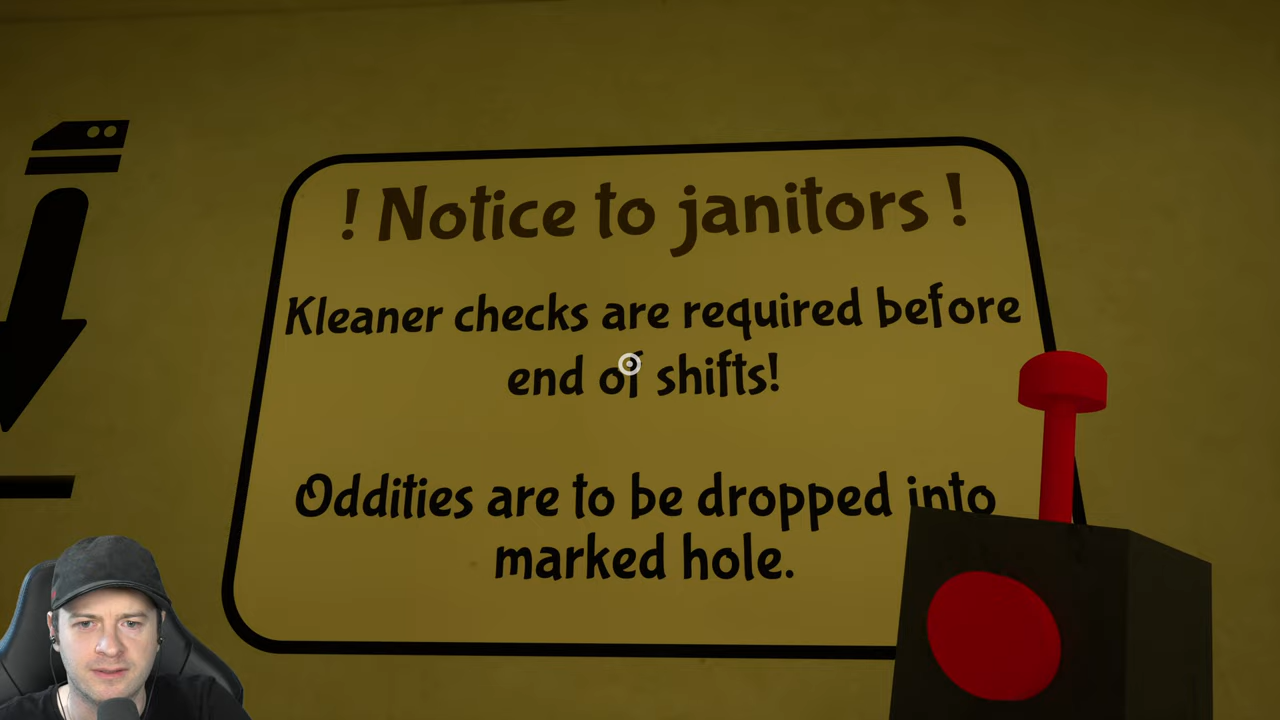 ! Notice to janitors !
Kleaner checks are required before
end of shifts!
Oddities are to be dropped into
marked hole.